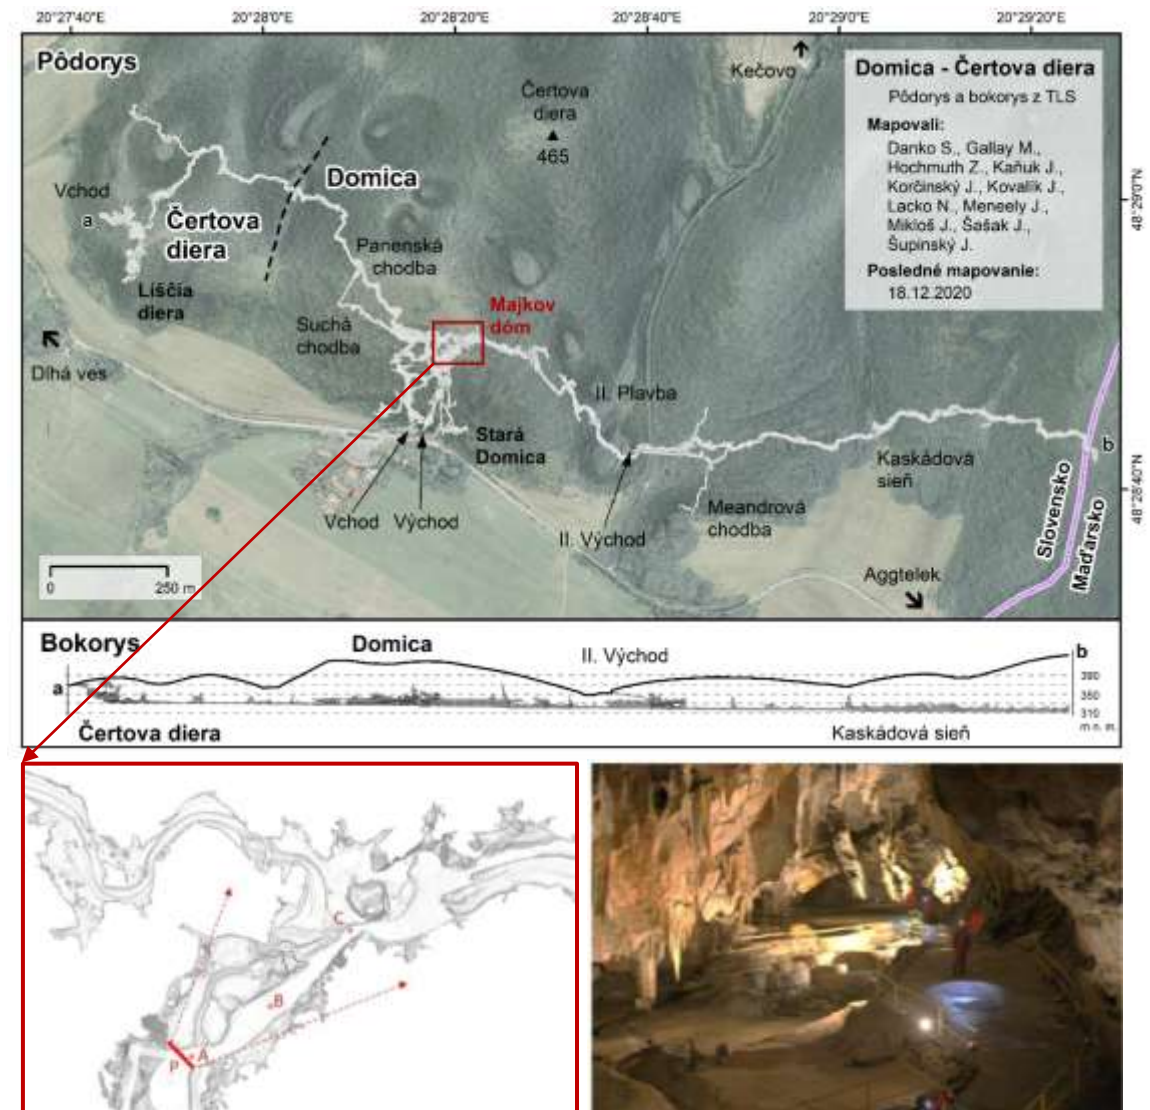 20°27'40"E
20°28'0"E
20°28'20"E
20°28'40"E
20°29'0"E
20°29'20"E
Pôdorys
Kečovo
Domica - Čertova diera
Pôdorys a bokorys z TLS
Mapovali:
Danko S., Gallay M.,
Hochmuth Z., Kaňuk J.,
Korčinský J., Kovalík J.,
Lacko N., Meneely J.,
Mikloš J., Šašak J.,
Šupinský J.
Posledné mapovanie:
18.12.2020
Čertova
diera
465
Domica
Vchod
a
Čertova
diera
48°29'0"N
Panenská
chodba
Líščia
diera
Majkov
dóm
Suchá
chodba
Dlhá ves
II. Plavba
Stará
Domica
b
Kaskádová
sieň
48°28'40"N
Vchod
Východ
II. Východ
Meandrová
chodba
Slovensko
Maďarsko
Aggtelek
0
250 m
Bokorys
Domica
II. Východ
b
a
390
350
310
m n. m.
Čertova diera
Kaskádová sieň
C
B
A
P